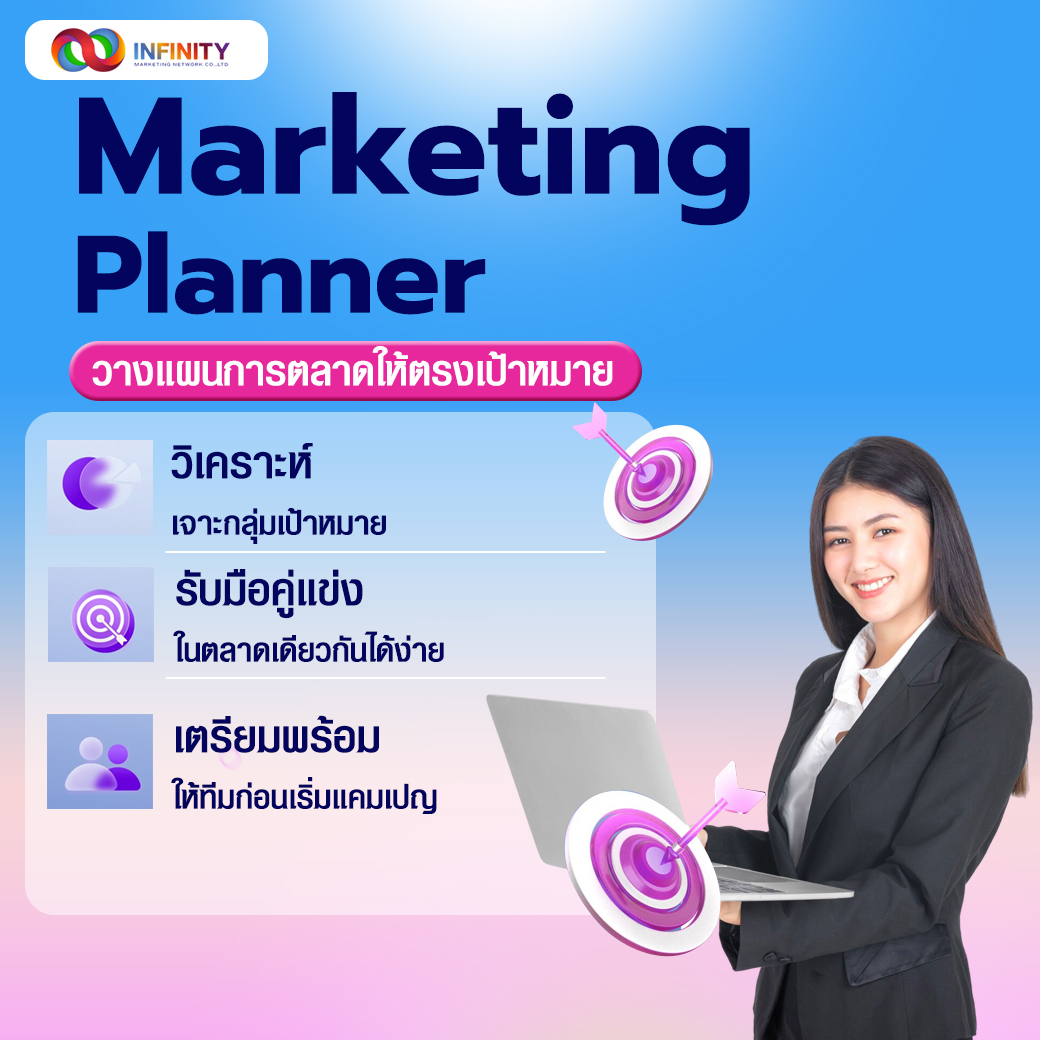 INFINITY
MARKETING NETWORK CO.,LTD
Marketing
Planner
วางแผนการตลาดให้ตรงเป้าหมาย
วิเคราะห์
เจาะกลุ่มเป้าหมาย
รับมือคู่แข่ง
ในตลาดเดียวกันได้ง่าย
เตรียมพร้อม
ให้ทีมก่อนเริ่มแคมเปญ